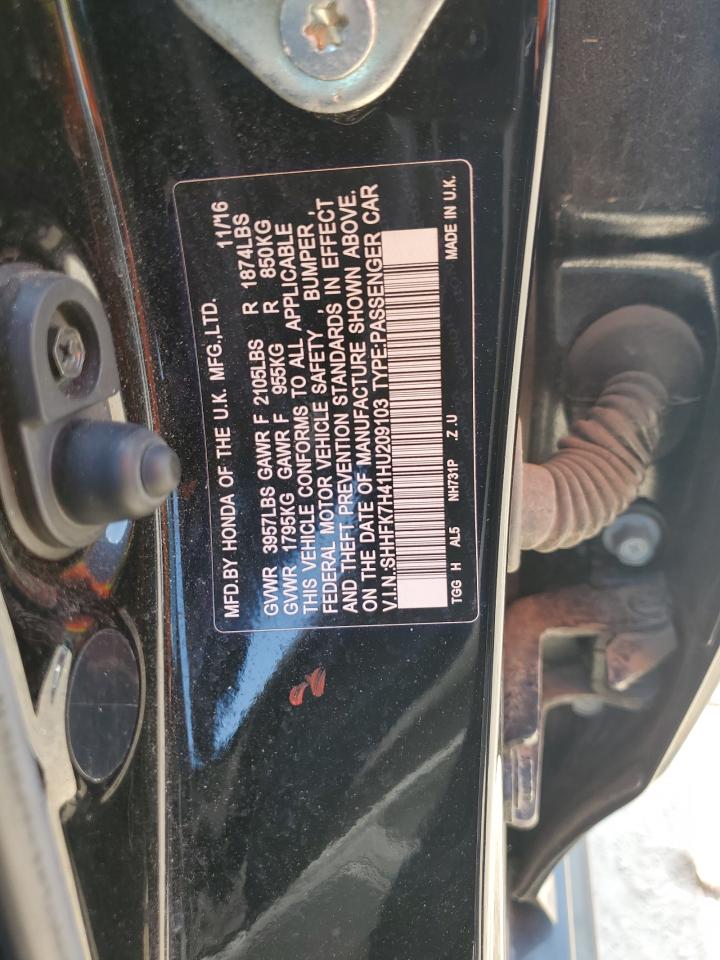 MFD.BY HONDA OF THE U.K. MFG.,LTD. 11/16
GVWR 3957LBS GAWR F 2105LBS R 1874LBS
GVWR 1795KG GAWR F 955KG R 850KG
THIS VEHICLE CONFORMS TO ALL APPLICABLE
FEDERAL MOTOR VEHICLE SAFETY , BUMPER ,
AND THEFT PREVENTION STANDARDS IN EFFECT
ON THE DATE OF MANUFACTURE SHOWN ABOVE.
V.I.N.:SHHFK7H41HU209103 TYPE:PASSENGER CAR
TGG H AL5 NH731P Z .U MADE IN U.K.